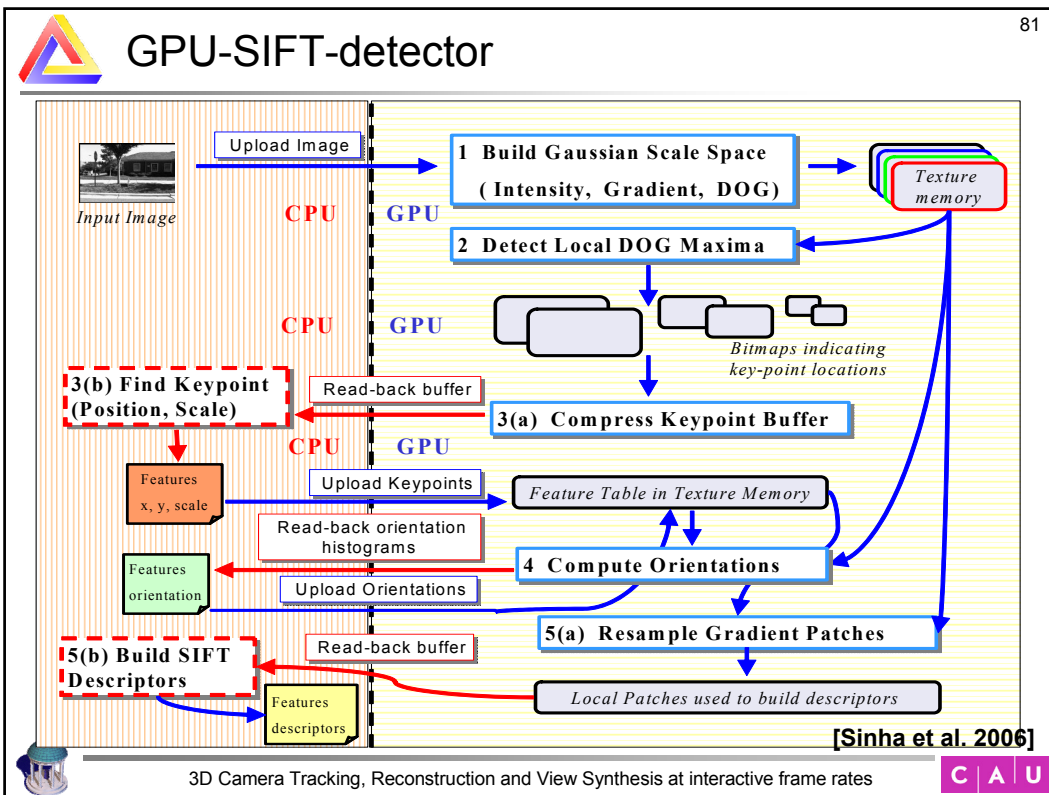 81
GPU-SIFT-detector
Upload Image
1 Build Gaussian Scale Space
( Intensity, Gradient, DOG)
Texture
memory
Input Image
CPU GPU
2 Detect Local DOG Maxima
CPU GPU
Bitmaps indicating
key-point locations
3(b) Find Keypoint
(Position, Scale)
Read-back buffer
3(a) Compress Keypoint Buffer
CPU GPU
Features
x, y, scale
Upload Keypoints
Feature Table in Texture Memory
Read-back orientation
histograms
Features
orientation
4 Compute Orientations
Upload Orientations
5(a) Resample Gradient Patches
5(b) Build SIFT
Descriptors
Read-back buffer
Features
descriptors
Local Patches used to build descriptors
[Sinha et al. 2006]
3D Camera Tracking, Reconstruction and View Synthesis at interactive frame rates
C | A | U